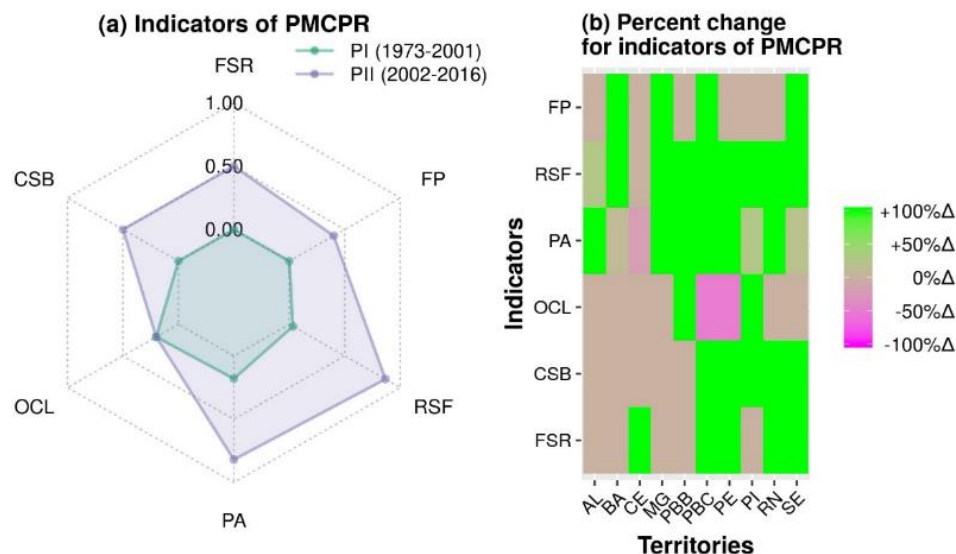 (a) Indicators of PMCPR
PI (1973-2001)
PII (2002-2016)
FSR
1.00
0.50
0.00
CSB
FP
OCL
RSF
PA
(b) Percent change
for indicators of PMCPR
Indicators
FP
RSF
PA
OCL
CSB
FSR
AL
BA
CE
MG
PBB
PBC
PE
PI
RN
SE
Territories
+100%Δ
+50%Δ
0%Δ
-50%Δ
-100%Δ